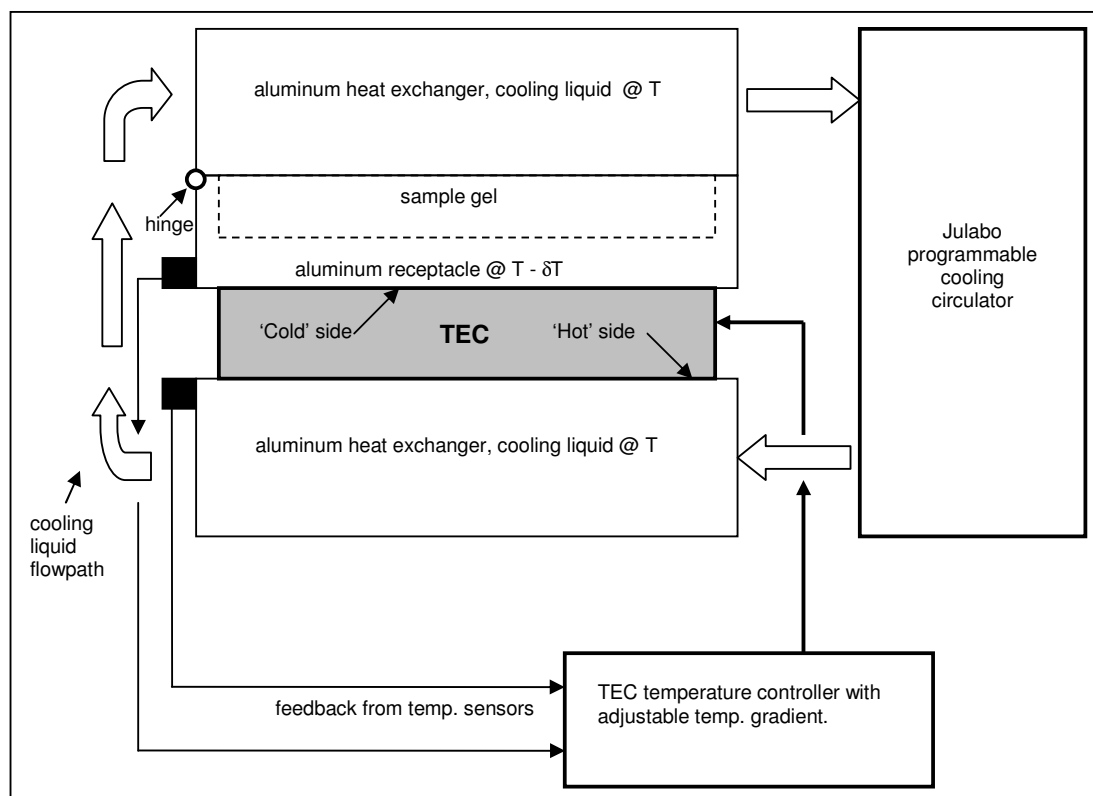 aluminum heat exchanger, cooling liquid @ T
sample gel
hinge
aluminum receptacle @ T - δT
'Cold' side
TEC
'Hot' side
Julabo
programmable
cooling
circulator
aluminum heat exchanger, cooling liquid @ T
cooling
liquid
flowpath
TEC temperature controller with
adjustable temp. gradient.
feedback from temp. sensors